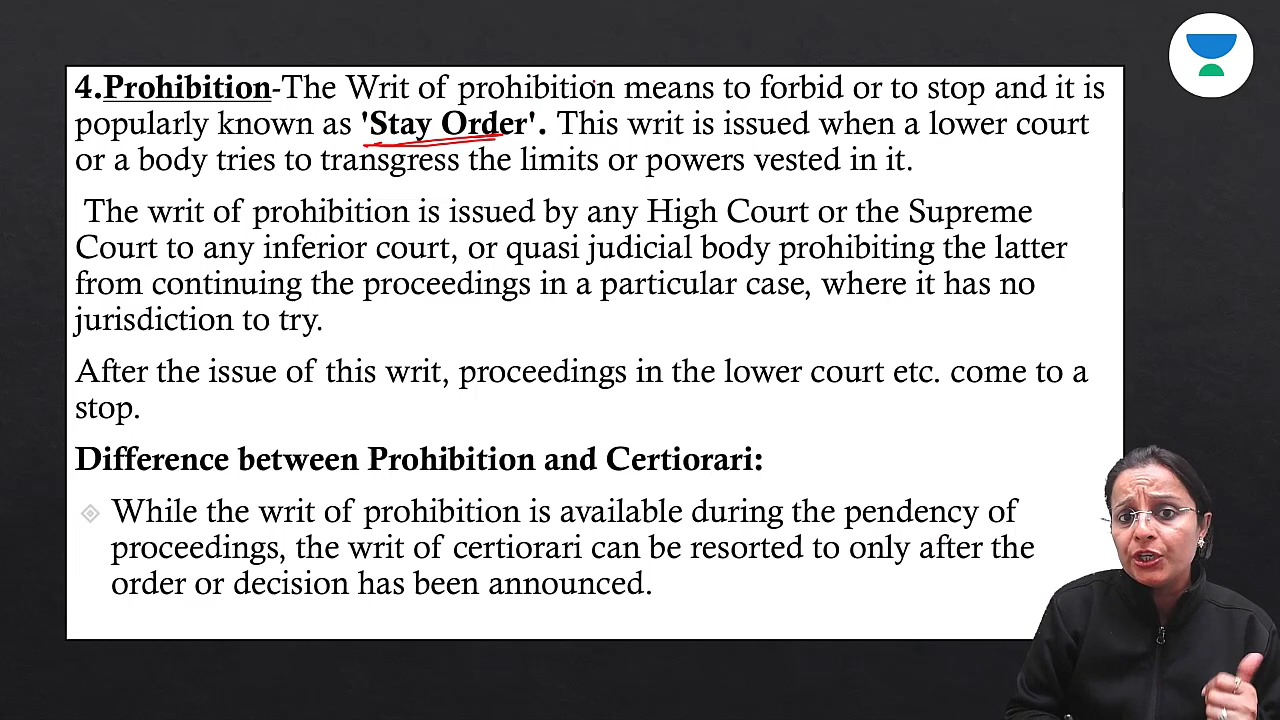 4.Prohibition-The Writ of prohibition means to forbid or to stop and it is
popularly known as 'Stay Order'. This writ is issued when a lower court
or a body tries to transgress the limits or powers vested in it.
The writ of prohibition is issued by any High Court or the Supreme
Court to any inferior court, or quasi judicial body prohibiting the latter
from continuing the proceedings in a particular case, where it has no
jurisdiction to try.
After the issue of this writ, proceedings in the lower court etc. come to a
stop.
Difference between Prohibition and Certiorari:
While the writ of prohibition is available during the pendency of
proceedings, the writ of certiorari can be resorted to only after the
order or decision has been announced.